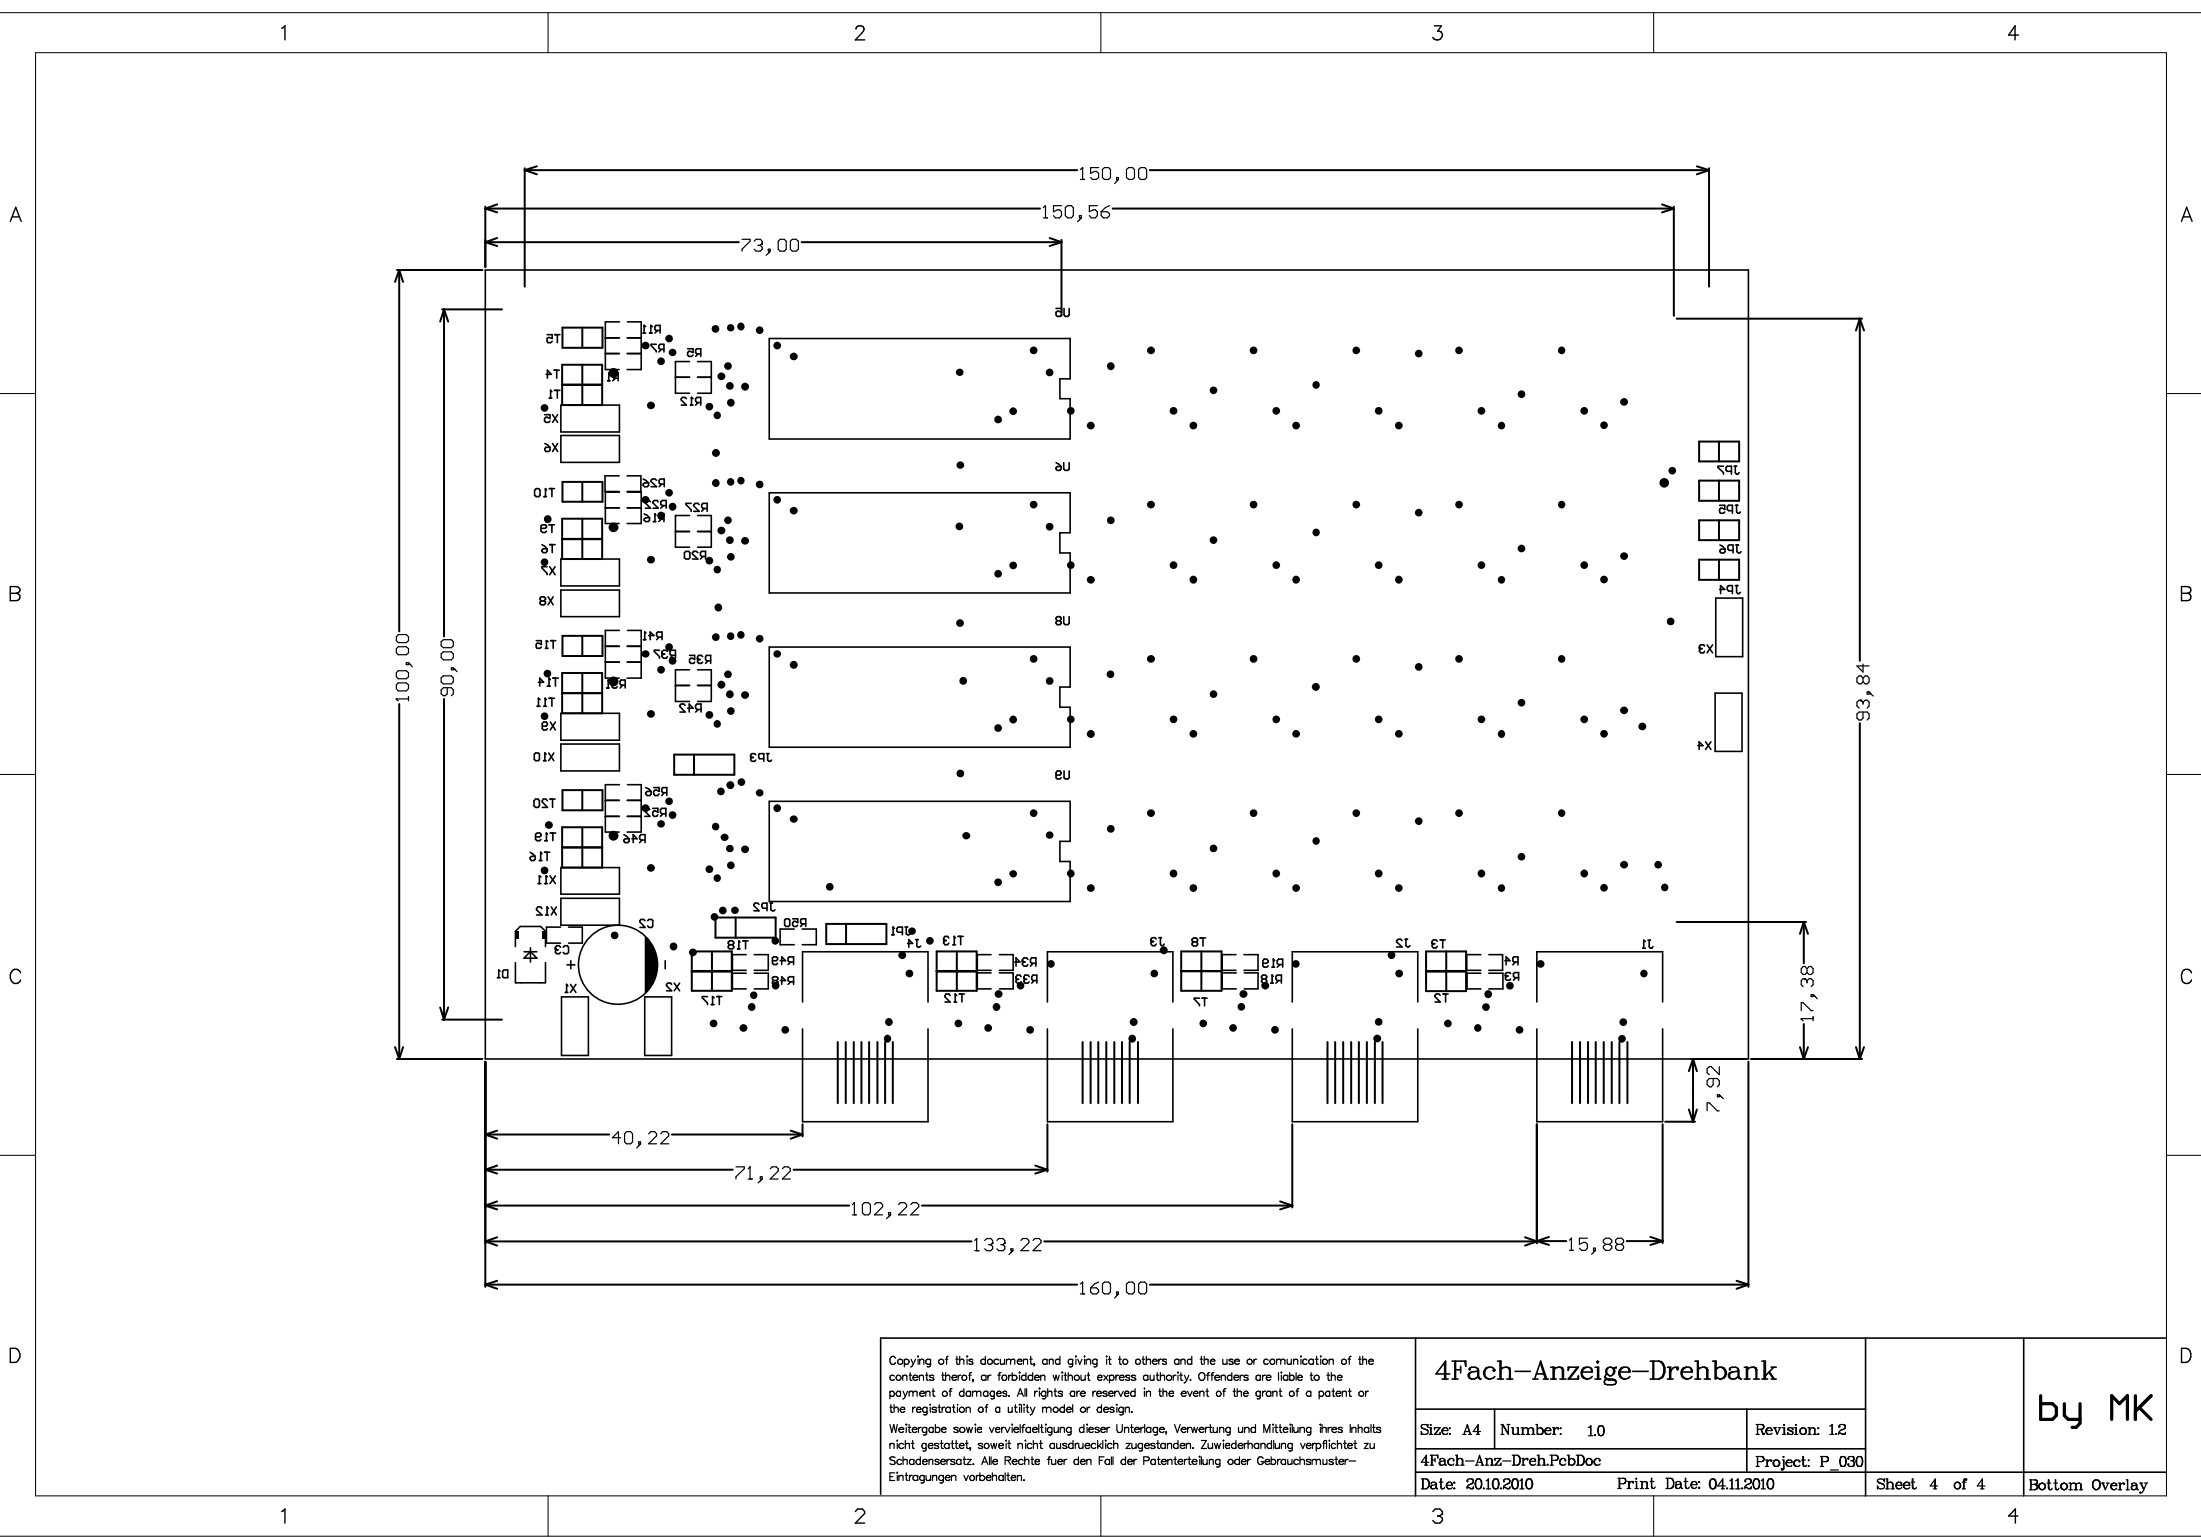 1 2 3 4
150,00
A A
150,56
73,00
U5
T5 R11
R7 R5
T4 R1
T1 R12
X5
X6
U6
JP7
T10 R26
R22 R27
JP5
T9 R16
T6 R20
JP6
X7
JP4
B B
X8
U8
T15 R41
R37 R35
X3
100,00 90,00 93,84
T14 R31
T11 R42
X9
X4
X10 JP3
U9
T20 R56
R52
T19 R46
T16
X11
X12 JP2
C2 R50
JP1
C3 T18 J4 T13 J3 T8 J2 T3 J1
D1 + - R49 R34 R19 R4
R48 R33 R18 R3
X1 X2 T17 T12 T7 T2
C C
17,38
7,92
40,22
71,22
102,22
133,22 15,88
160,00
D D
Copying of this document, and giving it to others and the use or comunication of the
contents therof, ar forbidden without express authority. Offenders are liable to the
payment of damages. All rights are reserved in the event of the grant of a patent or
the registration of a utility model or design.
Weitergabe sowie vervielfaeltigung dieser Unterlage, Verwertung und Mitteilung ihres Inhalts
nicht gestattet, soweit nicht ausdruecklich zugestanden. Zuwiederhandlung verpflichtet zu
Schadensersatz. Alle Rechte fuer den Fall der Patenterteilung oder Gebrauchsmuster-
Eintragungen vorbehalten.
4Fach-Anzeige-Drehbank
by MK
Size: A4 Number: 1.0 Revision: 1.2
4Fach-Anz-Dreh.PcbDoc Project: P_030
Date: 20.10.2010 Print Date: 04.11.2010 Sheet 4 of 4 Bottom Overlay
1 2 3 4